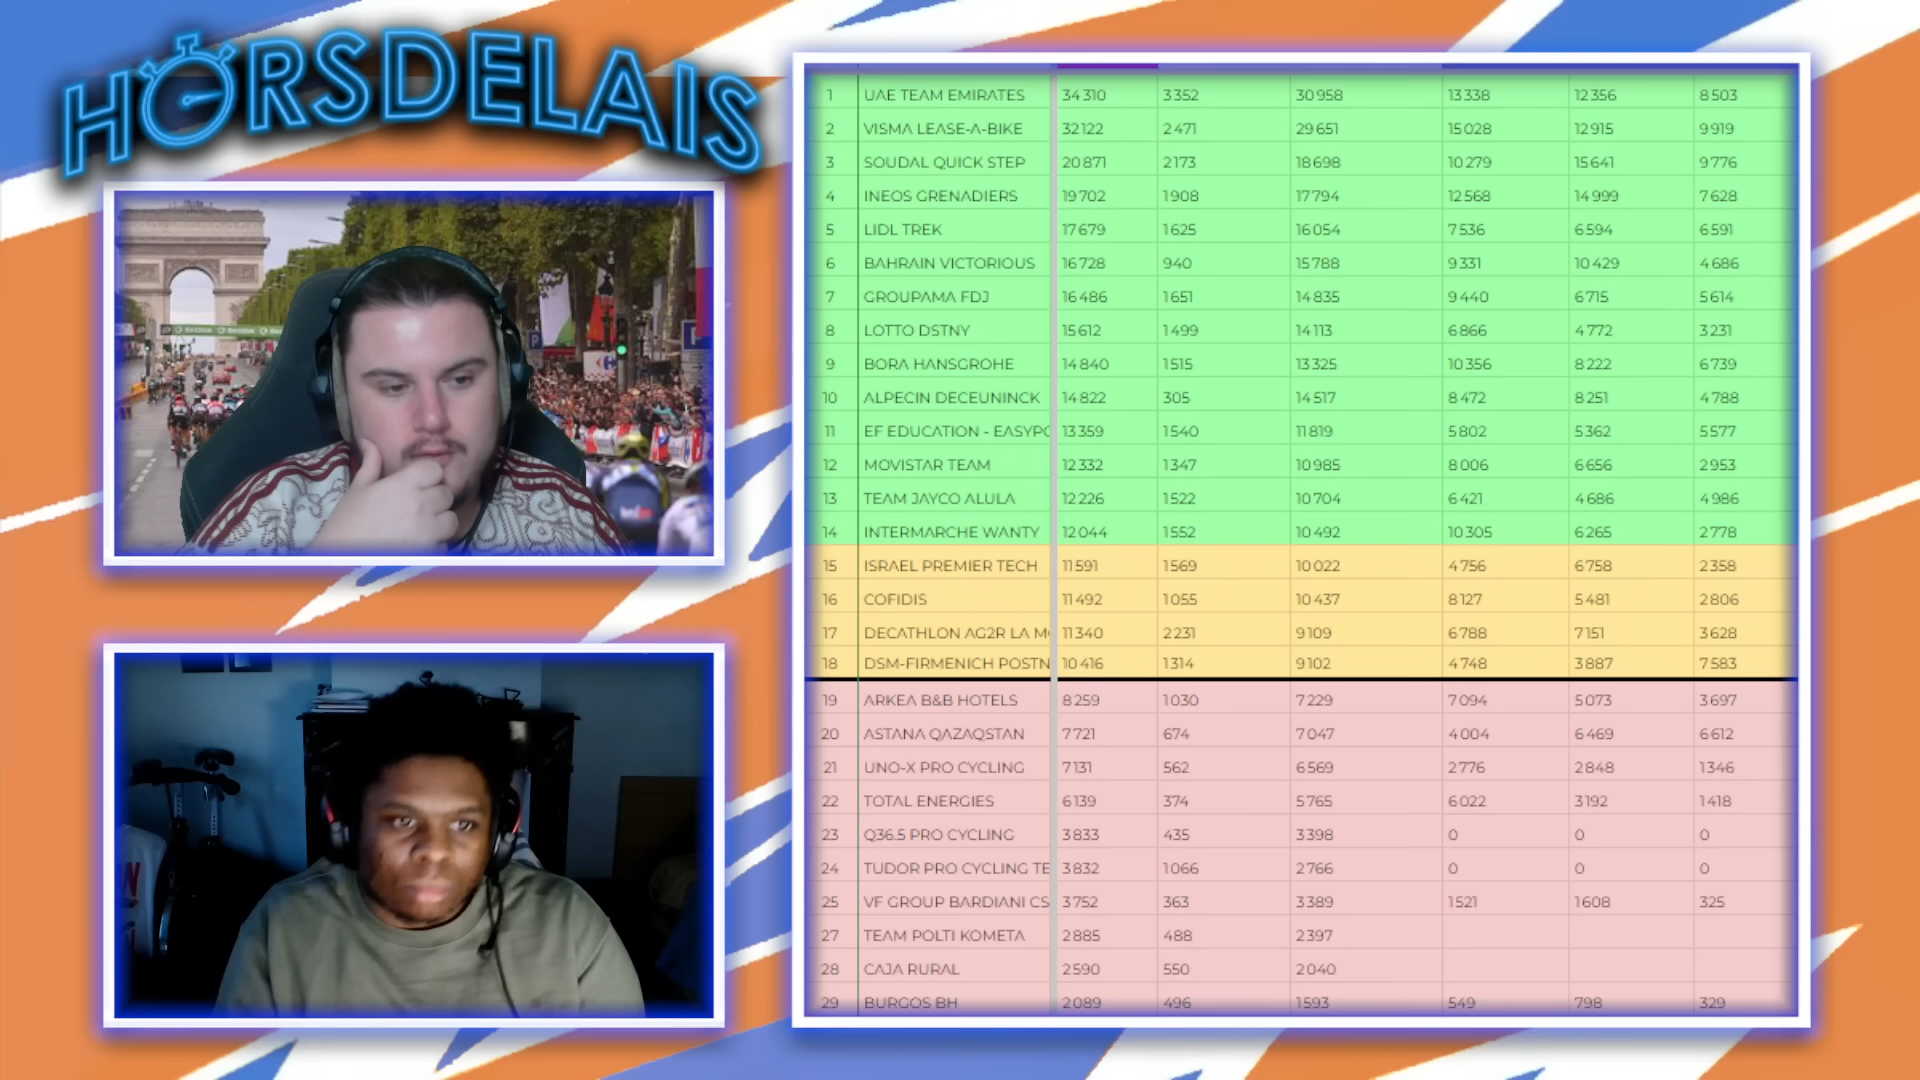 HORSDELAIS
1 UAE TEAM EMIRATES 34310 3352 30958 13338 12356 8503
2 VISMA LEASE-A-BIKE 32122 2471 29651 15028 12915 9919
3 SOUDAL QUICK STEP 20871 2173 18698 10279 15641 9776
4 INEOS GRENADIERS 19702 1908 17794 12568 14999 7628
5 LIDL TREK 17679 1625 16054 7536 6594 6591
6 BAHRAIN VICTORIOUS 16728 940 15788 9331 10429 4686
7 GROUPAMA FDJ 16486 1651 14835 9440 6715 5614
8 LOTTO DSTNY 15612 1499 14113 6866 4772 3231
9 BORA HANSGROHE 14840 1515 13325 10356 8222 6739
10 ALPECIN DECEUNINCK 14822 305 14517 8472 8251 4788
11 EF EDUCATION - EASYPO 13359 1540 11819 5802 5362 5577
12 MOVISTAR TEAM 12332 1347 10985 8006 6656 2953
13 TEAM JAYCO ALULA 12226 1522 10704 6421 4686 4986
14 INTERMARCHE WANTY 12044 1552 10492 10305 6265 2778
15 ISRAEL PREMIER TECH 11591 1569 10022 4756 6758 2358
16 COFIDIS 11492 1055 10437 8127 5481 2806
17 DECATHLON AG2R LA M 11340 2231 9109 6788 7151 3628
18 DSM-FIRMENICH POSTN 10416 1314 9102 4748 3887 7583
19 ARKEA B&B HOTELS 8259 1030 7229 7094 5073 3697
20 ASTANA QAZAQSTAN 7721 674 7047 4004 6469 6612
21 UNO-X PRO CYCLING 7131 562 6569 2776 2848 1346
22 TOTAL ENERGIES 6139 374 5765 6022 3192 1418
23 Q36.5 PRO CYCLING 3833 435 3398 0 0 0
24 TUDOR PRO CYCLING TE 3832 1066 2766 0 0 0
25 VF GROUP BARDIANI CS 3752 363 3389 1521 1608 325
27 TEAM POLTI KOMETA 2885 488 2397
28 CAJA RURAL 2590 550 2040
29 BURGOS BH 2089 496 1593 549 798 329